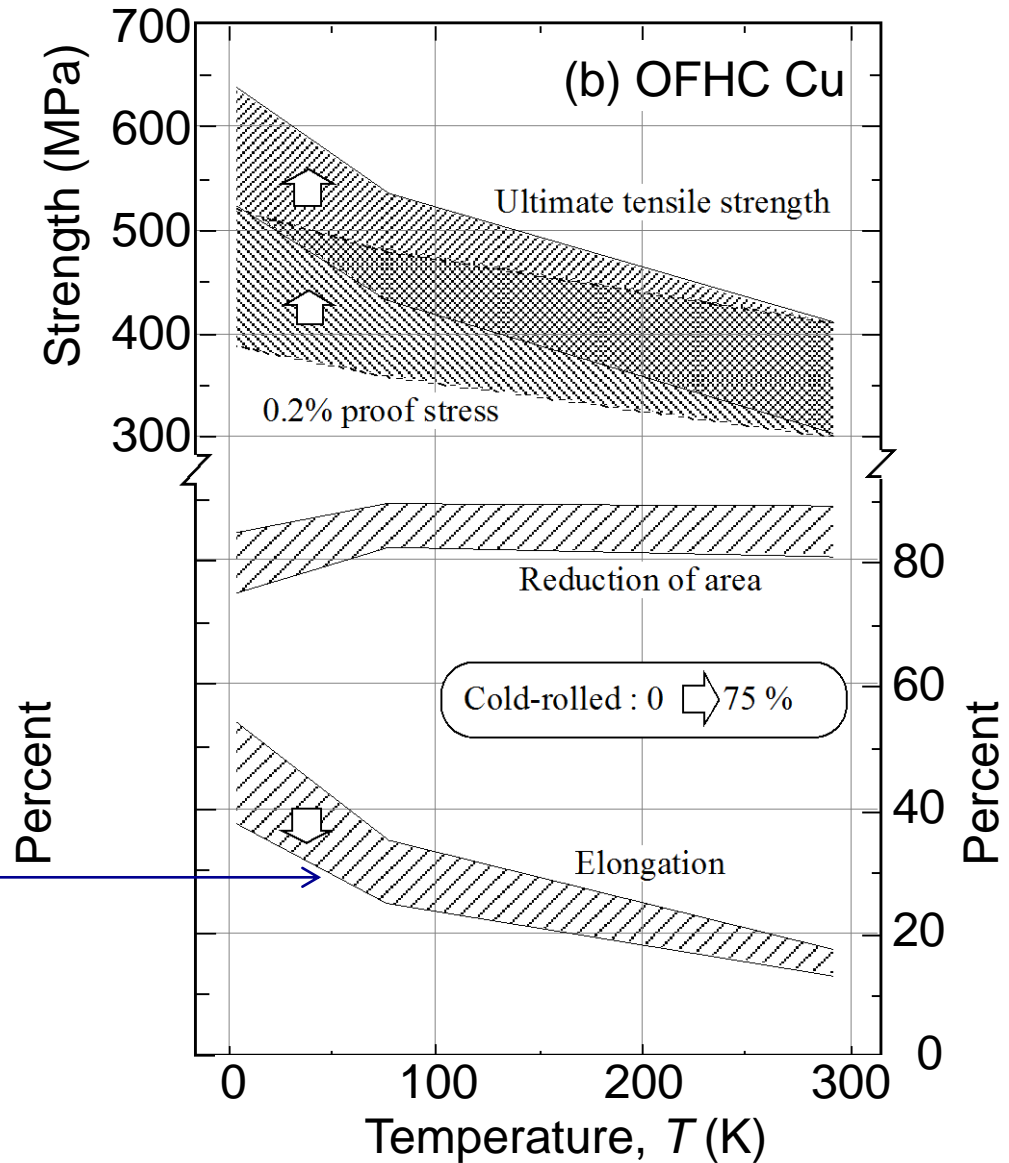 700
600
500
400
300
Strength (MPa)
(b) OFHC Cu
Ultimate tensile strength
0.2% proof stress
Reduction of area
Cold-rolled : 0 75 %
Elongation
Percent
80
60
40
20
0
Percent
0 100 200 300
Temperature, T (K)